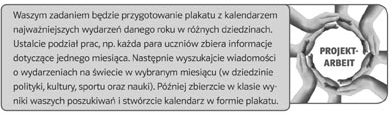 Waszym zadaniem będzie przygotowanie plakatu z kalendarzem
najważniejszych wydarzeń danego roku w różnych dziedzinach.
Ustalcie podział prac, np. każda para uczniów zbiera informacje
dotyczące jednego miesiąca. Następnie wyszukajcie wiadomości
o wydarzeniach na świecie w wybranym miesiącu (w dziedzinie
polityki, kultury, sportu oraz nauki). Później zbierzcie w klasie wy-
niki waszych poszukiwań i stwórzcie kalendarz w formie plakatu.
PROJEKT-
ARBEIT